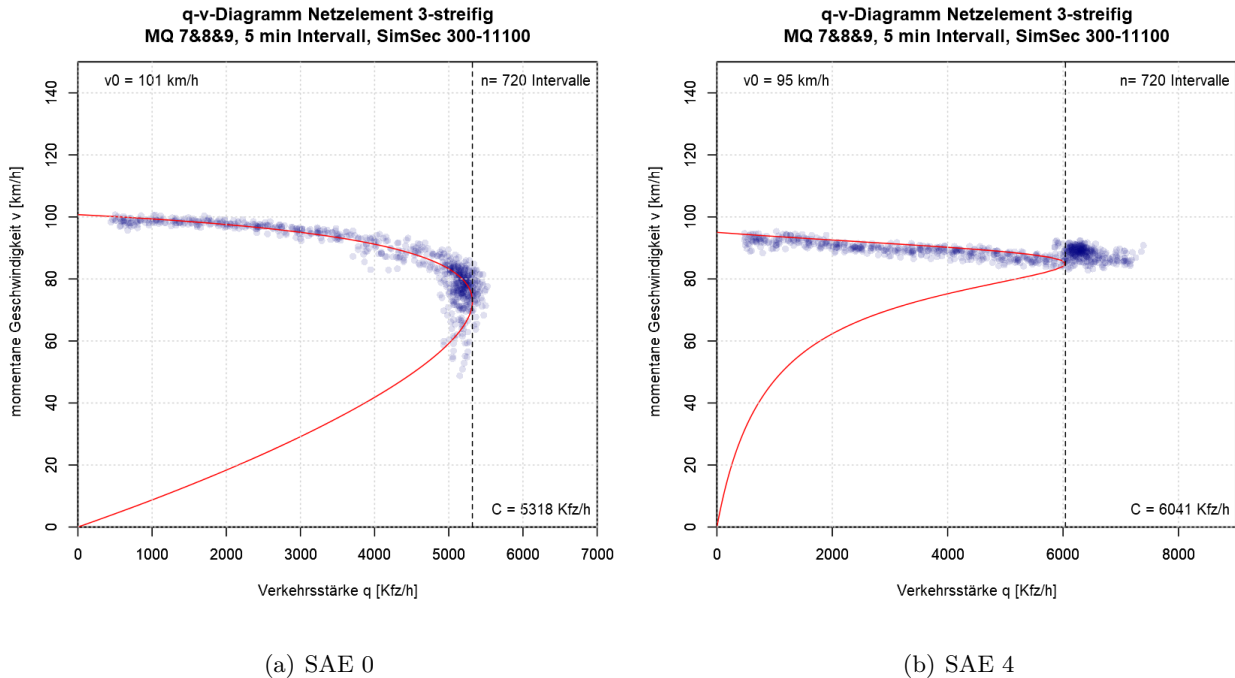 q-v-Diagramm Netzelement 3-streifig
MQ 7&8&9, 5 min Intervall, SimSec 300-11100
v0 = 101 km/h
n= 720 Intervalle
140
120
100
80
60
40
20
0
momentane Geschwindigkeit v [km/h]
C = 5318 Kfz/h
0 1000 2000 3000 4000 5000 6000 7000
Verkehrsstärke q [Kfz/h]
(a) SAE 0
q-v-Diagramm Netzelement 3-streifig
MQ 7&8&9, 5 min Intervall, SimSec 300-11100
v0 = 95 km/h
n= 720 Intervalle
140
120
100
80
60
40
20
0
momentane Geschwindigkeit v [km/h]
C = 6041 Kfz/h
0 2000 4000 6000 8000
Verkehrsstärke q [Kfz/h]
(b) SAE 4